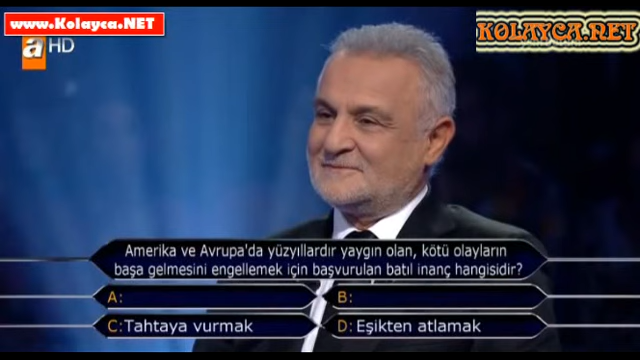 www.Kolayca.NET
KOLAYCA.NET
a HD
Amerika ve Avrupa'da yüzyıllardır yaygın olan, kötü olayların
başa gelmesini engellemek için başvurulan batıl inanç hangisidir?
A:
B:
C: Tahtaya vurmak
D: Eşikten atlamak